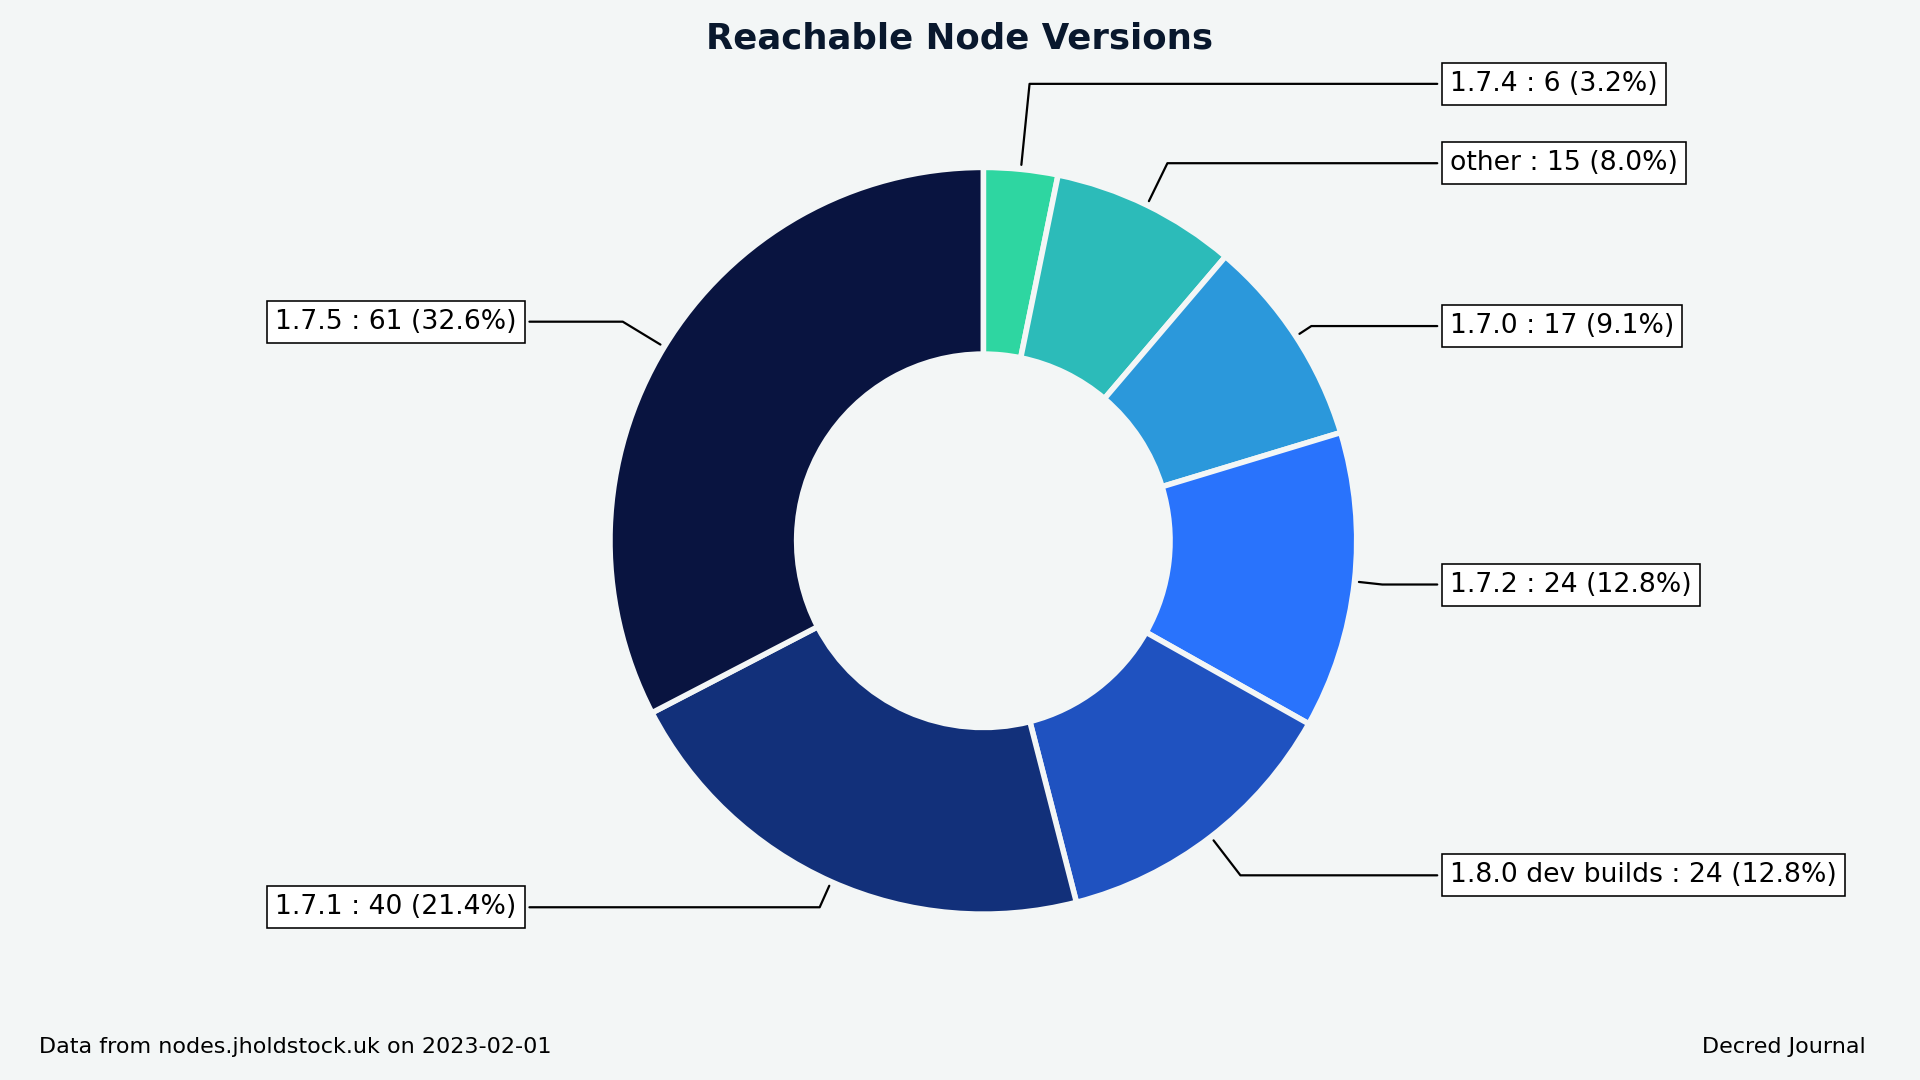 Reachable Node Versions
1.7.4 : 6 (3.2%)
other : 15 (8.0%)
1.7.5 : 61 (32.6%)
1.7.0 : 17 (9.1%)
1.7.2 : 24 (12.8%)
1.8.0 dev builds : 24 (12.8%)
1.7.1 : 40 (21.4%)
Data from nodes.jholdstock.uk on 2023-02-01
Decred Journal